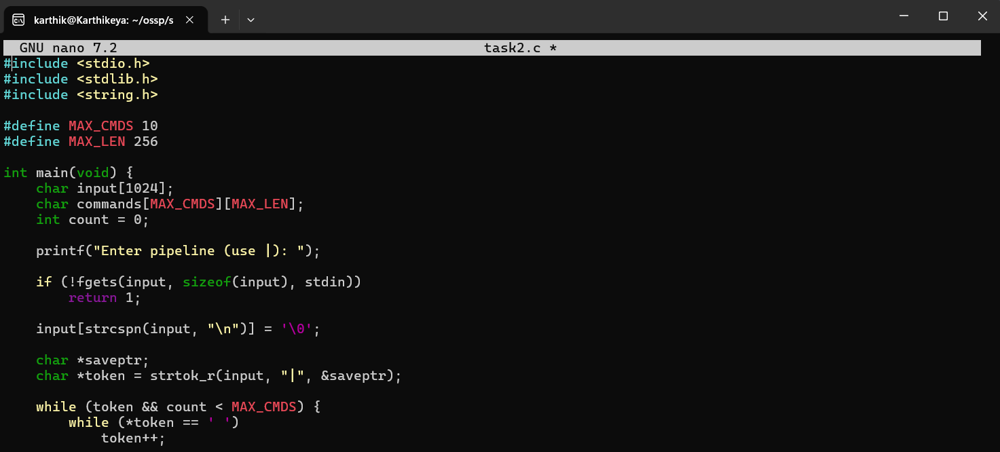 karthik@Karthikeya: ~/ossp/s
GNU nano 7.2 task2.c *
#include <stdio.h>
#include <stdlib.h>
#include <string.h>
#define MAX_CMDS 10
#define MAX_LEN 256
int main(void) {
    char input[1024];
    char commands[MAX_CMDS][MAX_LEN];
    int count = 0;
    printf("Enter pipeline (use |): ");
    if (!fgets(input, sizeof(input), stdin))
        return 1;
    input[strcspn(input, "\n")] = '\0';
    char *saveptr;
    char *token = strtok_r(input, "|", &saveptr);
    while (token && count < MAX_CMDS) {
        while (*token == ' ')
            token++;